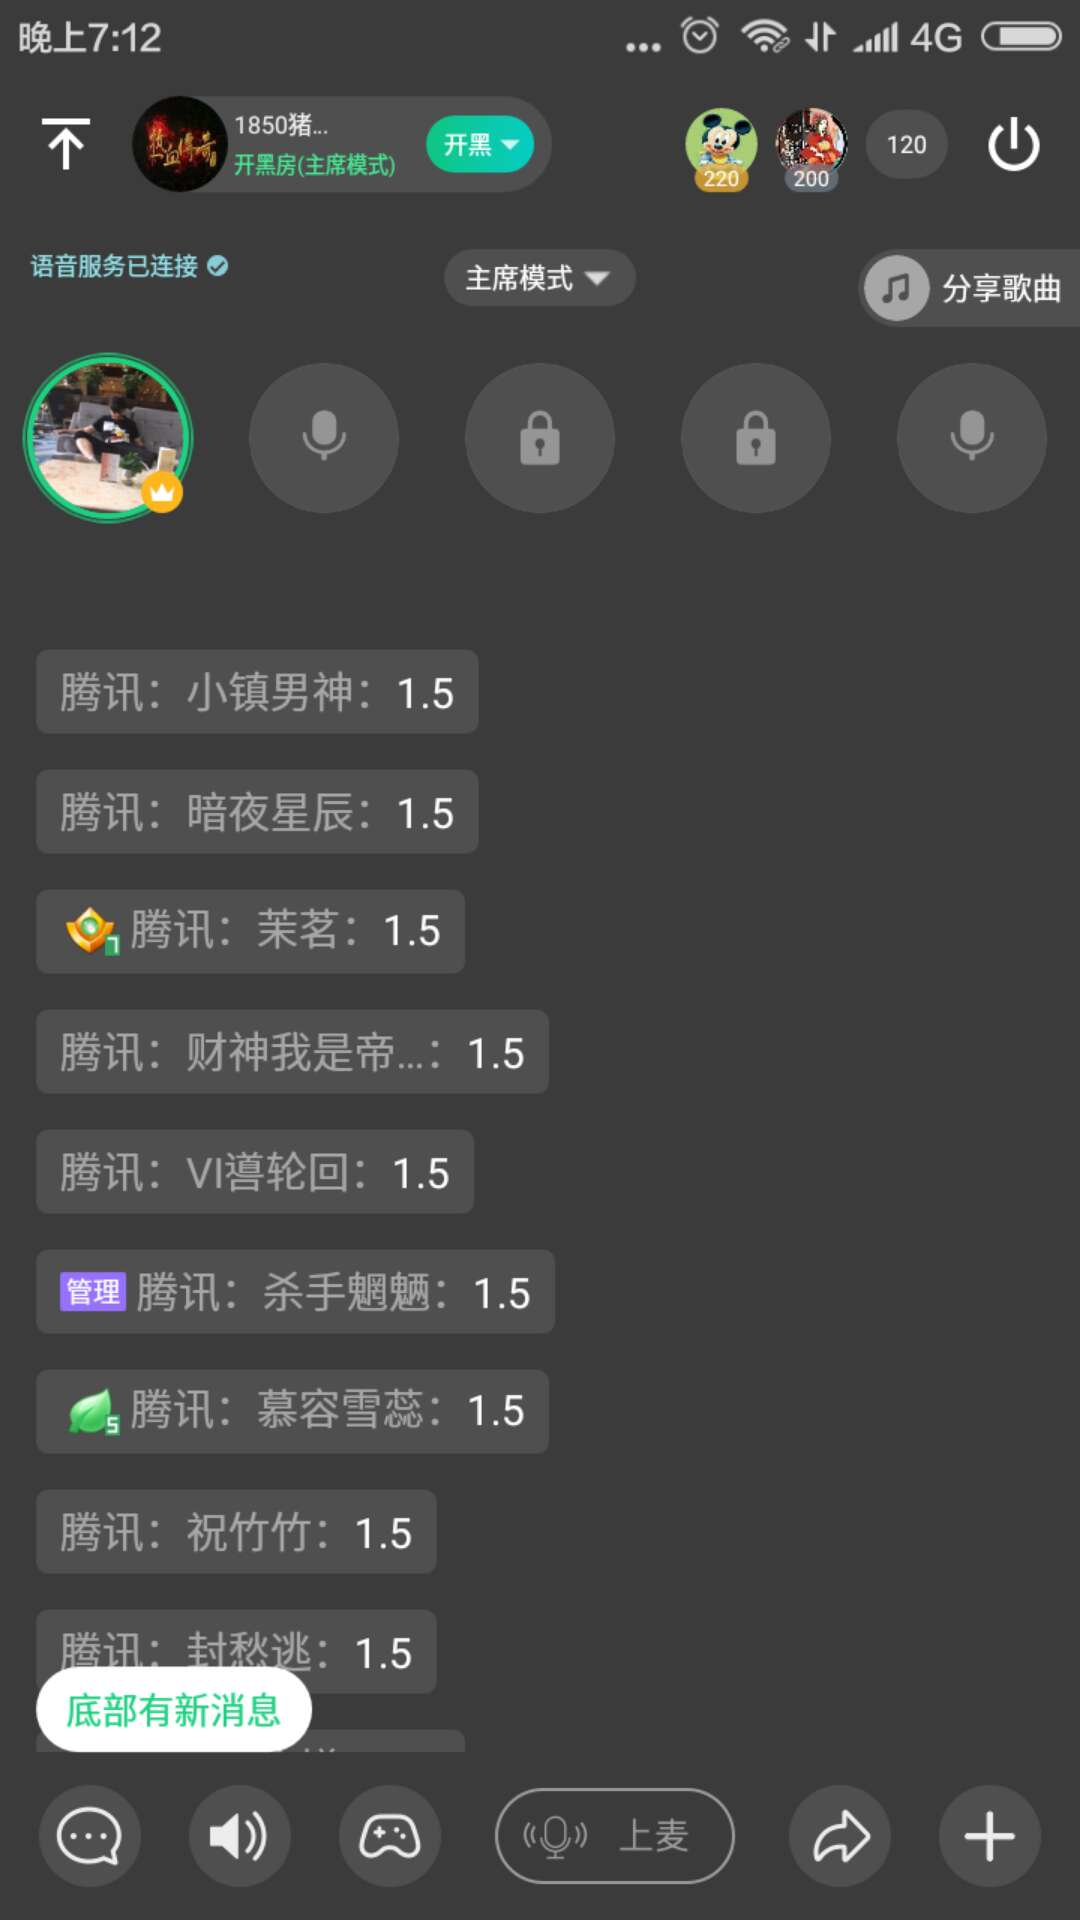 晚上7:12
4G
热血传奇
1850猪...
开黑房(主席模式)
开黑
220
200
120
语音服务已连接
主席模式
分享歌曲
腾讯：小镇男神：1.5
腾讯：暗夜星辰：1.5
7 腾讯：茉茗：1.5
腾讯：财神我是帝...：1.5
腾讯：VI噵轮回：1.5
管理 腾讯：杀手魍魉：1.5
5 腾讯：慕容雪蕊：1.5
腾讯：祝竹竹：1.5
腾讯：封愁逃：1.5
底部有新消息
上麦